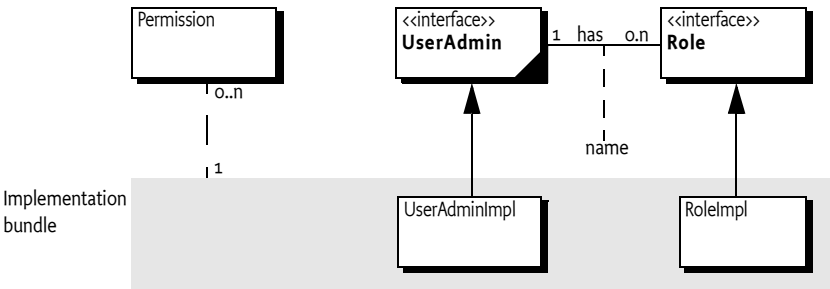 Permission
<<interface>>
UserAdmin
1 has o.n
<<interface>>
Role
o..n
name
1
Implementation
bundle
UserAdminImpl
RoleImpl